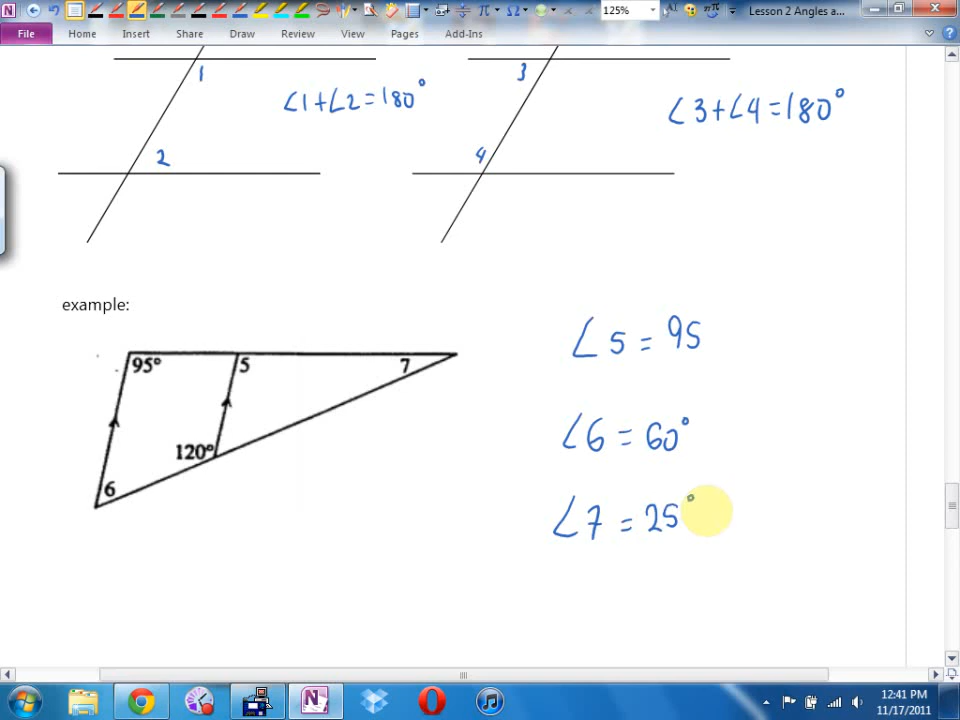 125%
Lesson 2 Angles a...
File Home Insert Share Draw Review View Pages Add-Ins
1
∠1+∠2=180°
2
3
∠3+∠4=180°
4
example:
95° 5 7
120°
6
∠5=95
∠6=60°
∠7=25°
12:41 PM
11/17/2011